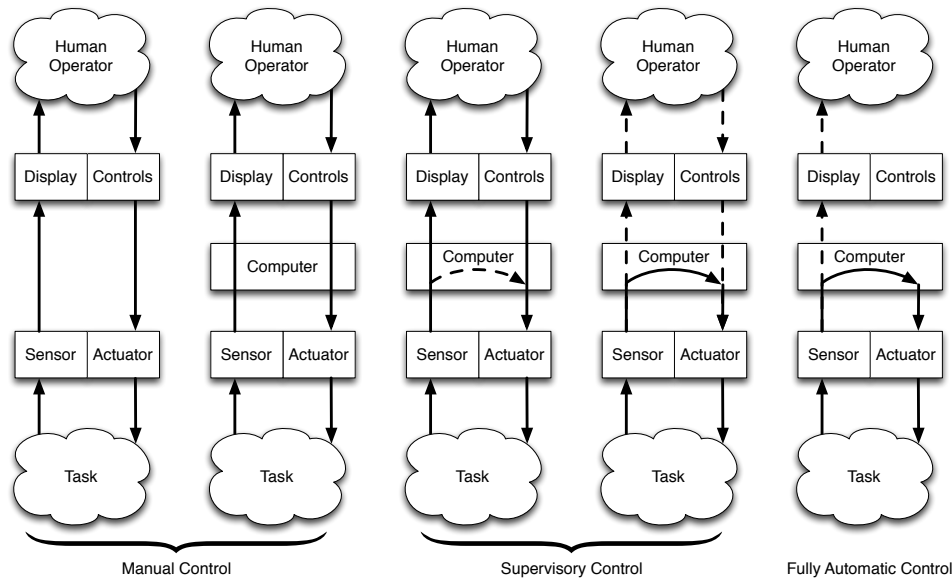 Human
Operator
Human
Operator
Human
Operator
Human
Operator
Human
Operator
Display Controls
Display Controls
Display Controls
Display Controls
Display Controls
Computer
Computer
Computer
Computer
Sensor Actuator
Sensor Actuator
Sensor Actuator
Sensor Actuator
Sensor Actuator
Task
Task
Task
Task
Task
Manual Control
Supervisory Control
Fully Automatic Control